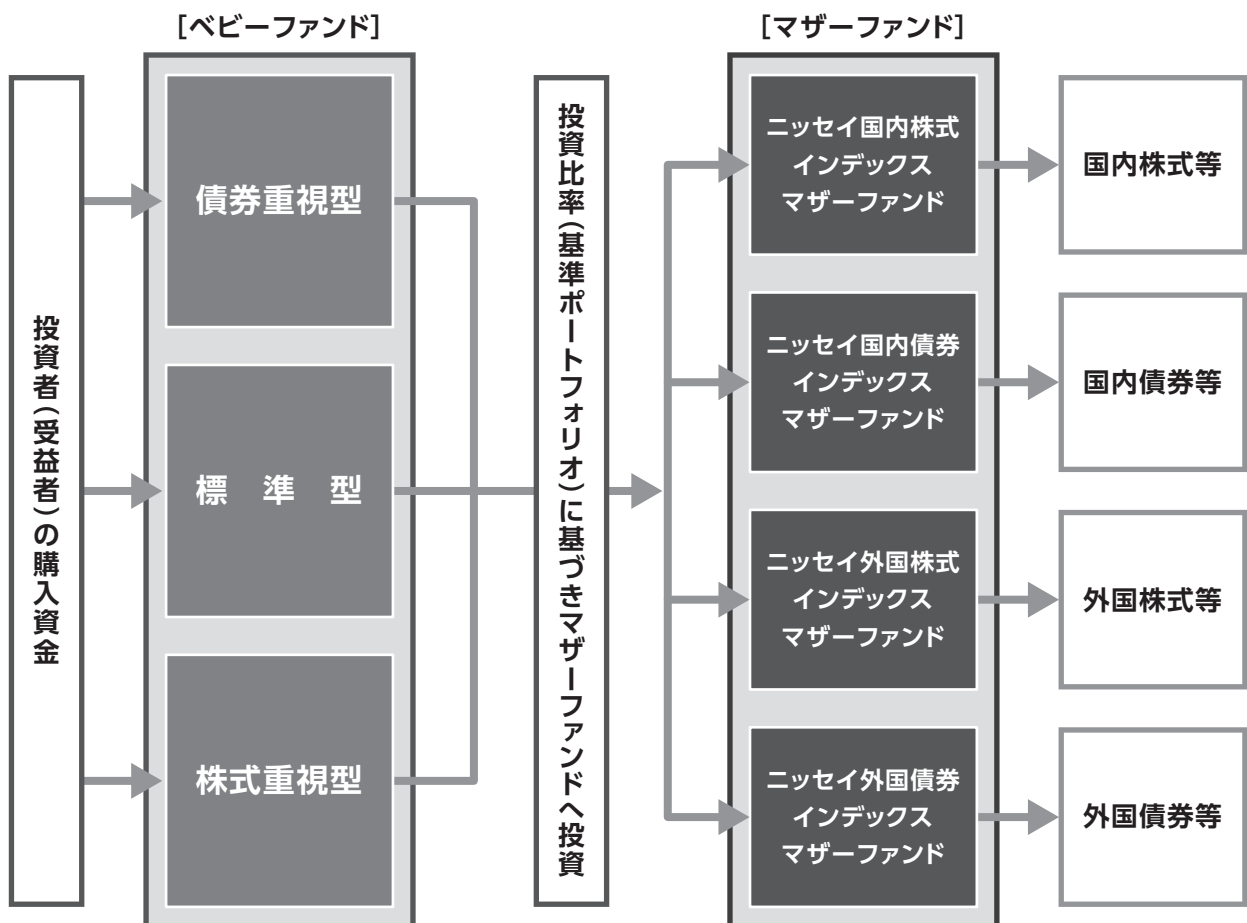 ［ベビーファンド］
［マザーファンド］
投資者（受益者）の購入資金
債券重視型
標　準　型
株式重視型
投資比率（基準ポートフォリオ）に基づきマザーファンドへ投資
ニッセイ国内株式
インデックス
マザーファンド
国内株式等
ニッセイ国内債券
インデックス
マザーファンド
国内債券等
ニッセイ外国株式
インデックス
マザーファンド
外国株式等
ニッセイ外国債券
インデックス
マザーファンド
外国債券等